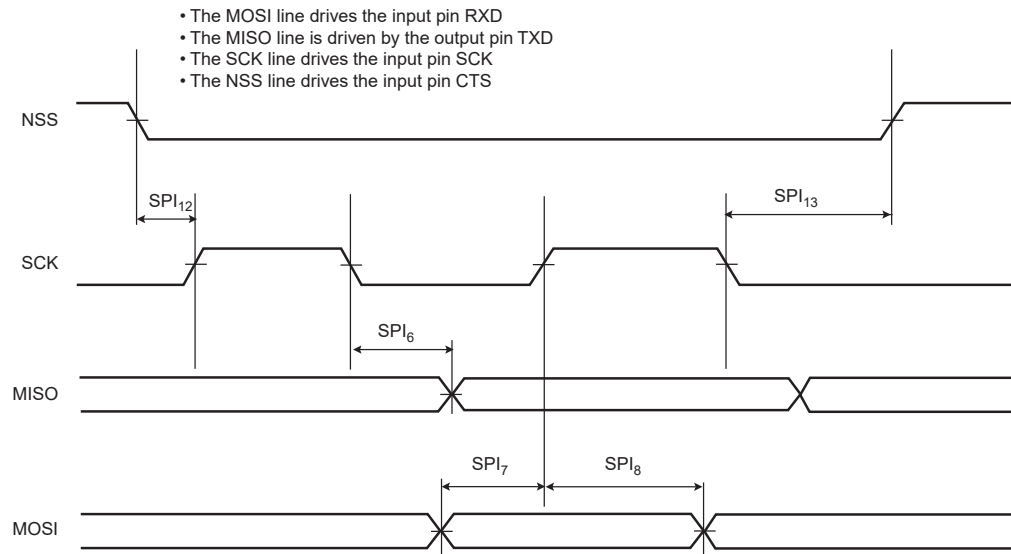 • The MOSI line drives the input pin RXD
• The MISO line is driven by the output pin TXD
• The SCK line drives the input pin SCK
• The NSS line drives the input pin CTS
NSS
SPI12
SPI13
SCK
SPI6
MISO
SPI7
SPI8
MOSI